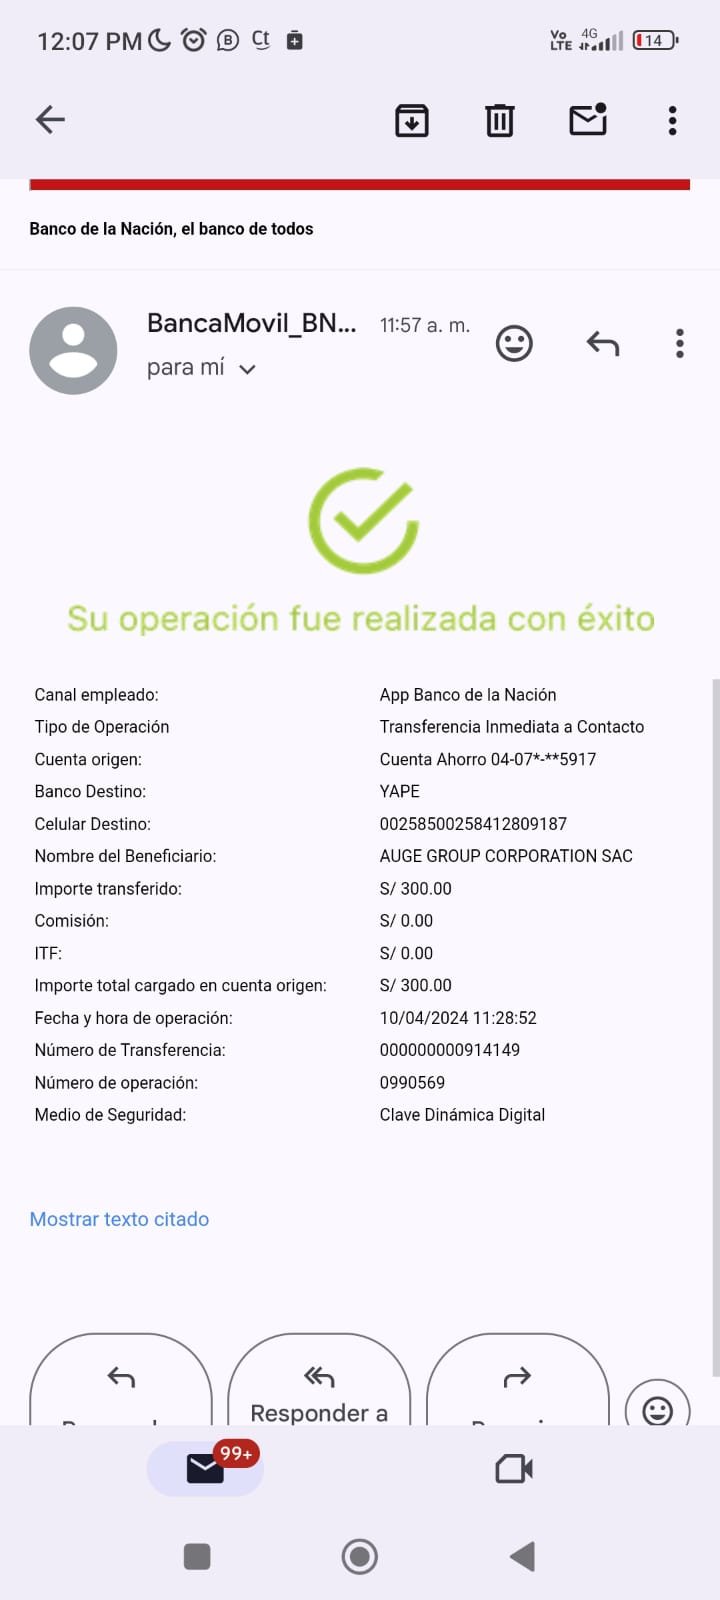 12:07 PM
Vo LTE 4G 14
Banco de la Nación, el banco de todos
BancaMovil_BN... 11:57 a. m.
para mí
Su operación fue realizada con éxito
Canal empleado: App Banco de la Nación
Tipo de Operación Transferencia Inmediata a Contacto
Cuenta origen: Cuenta Ahorro 04-07*-**5917
Banco Destino: YAPE
Celular Destino: 00258500258412809187
Nombre del Beneficiario: AUGE GROUP CORPORATION SAC
Importe transferido: S/ 300.00
Comisión: S/ 0.00
ITF: S/ 0.00
Importe total cargado en cuenta origen: S/ 300.00
Fecha y hora de operación: 10/04/2024 11:28:52
Número de Transferencia: 000000000914149
Número de operación: 0990569
Medio de Seguridad: Clave Dinámica Digital
Mostrar texto citado
Responder a
99+